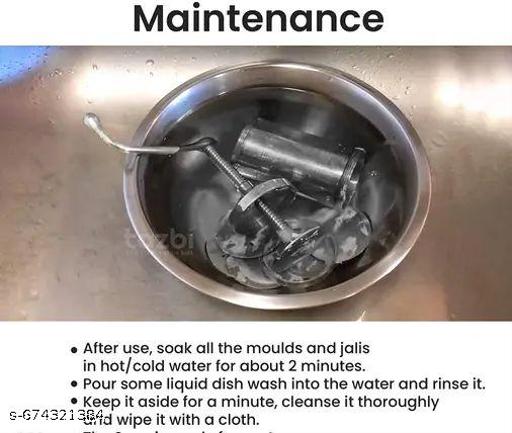 Maintenance
tozbi
• After use, soak all the moulds and jalis
in hot/cold water for about 2 minutes.
• Pour some liquid dish wash into the water and rinse it.
• Keep it aside for a minute, cleanse it thoroughly
and wipe it with a cloth.
s-674321384